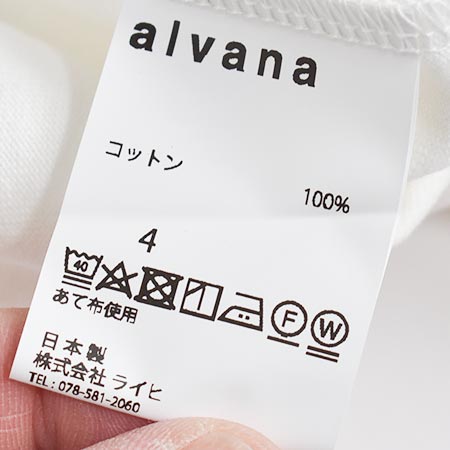 alvana
コットン
100%
4
40 F W
あて布使用
日本製
株式会社 ライヒ
TEL : 078-581-2060